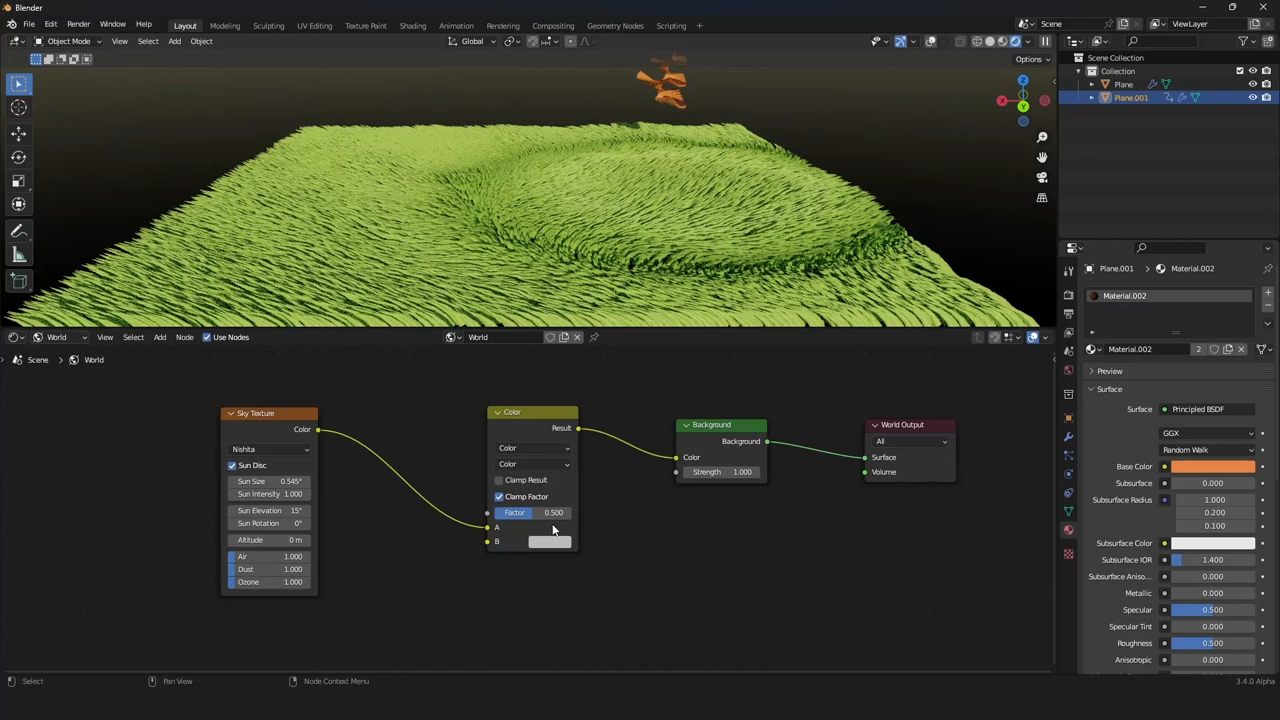 Blender
File Edit Render Window Help
Layout Modeling Sculpting UV Editing Texture Paint Shading Animation Rendering Compositing Geometry Nodes Scripting +
Scene
ViewLayer
Object Mode View Select Add Object
Global
Options
Scene Collection
Collection
Plane
Plane.001
Z
X
Y
World View Select Add Node Use Nodes
World
Scene > World
Sky Texture
Color
Nishita
Sun Disc
Sun Size 0.545°
Sun Intensity 1.000
Sun Elevation 15°
Sun Rotation 0°
Altitude 0 m
Air 1.000
Dust 1.000
Ozone 1.000
Color
Result
Color
Color
Clamp Result
Clamp Factor
Factor 0.500
A
B
Background
Background
Color
Strength 1.000
World Output
All
Surface
Volume
Plane.001 > Material.002
Material.002
Material.002 2
Preview
Surface
Surface Principled BSDF
GGX
Random Walk
Base Color
Subsurface 0.000
Subsurface Radius 1.000
0.200
0.100
Subsurface Color
Subsurface IOR 1.400
Subsurface Aniso... 0.000
Metallic 0.000
Specular 0.500
Specular Tint 0.000
Roughness 0.500
Anisotropic 0.000
Select
Pan View
Node Context Menu
3.4.0 Alpha